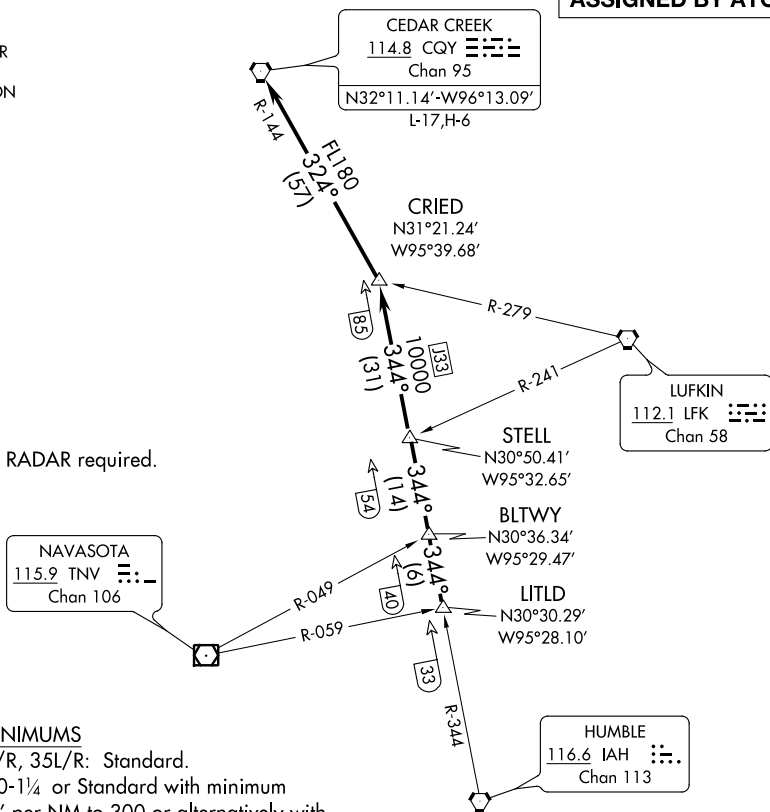 ASSIGNED BY ATC
R
ON
CEDAR CREEK
114.8 CQY
Chan 95
N32°11.14'-W96°13.09'
L-17,H-6
R-144
FL180
324°
(57)
CRIED
N31°21.24'
W95°39.68'
85
R-279
10000
J33
344°
(31)
R-241
LUFKIN
112.1 LFK
Chan 58
STELL
N30°50.41'
W95°32.65'
RADAR required.
54
344°
(14)
BLTWY
N30°36.34'
W95°29.47'
NAVASOTA
115.9 TNV
Chan 106
R-049
40
344°
(6)
LITLD
N30°30.29'
W95°28.10'
R-059
33
R-344
HUMBLE
116.6 IAH
Chan 113
NIMUMS
/R, 35L/R: Standard.
0-1¼ or Standard with minimum
' per NM to 300 or alternatively with